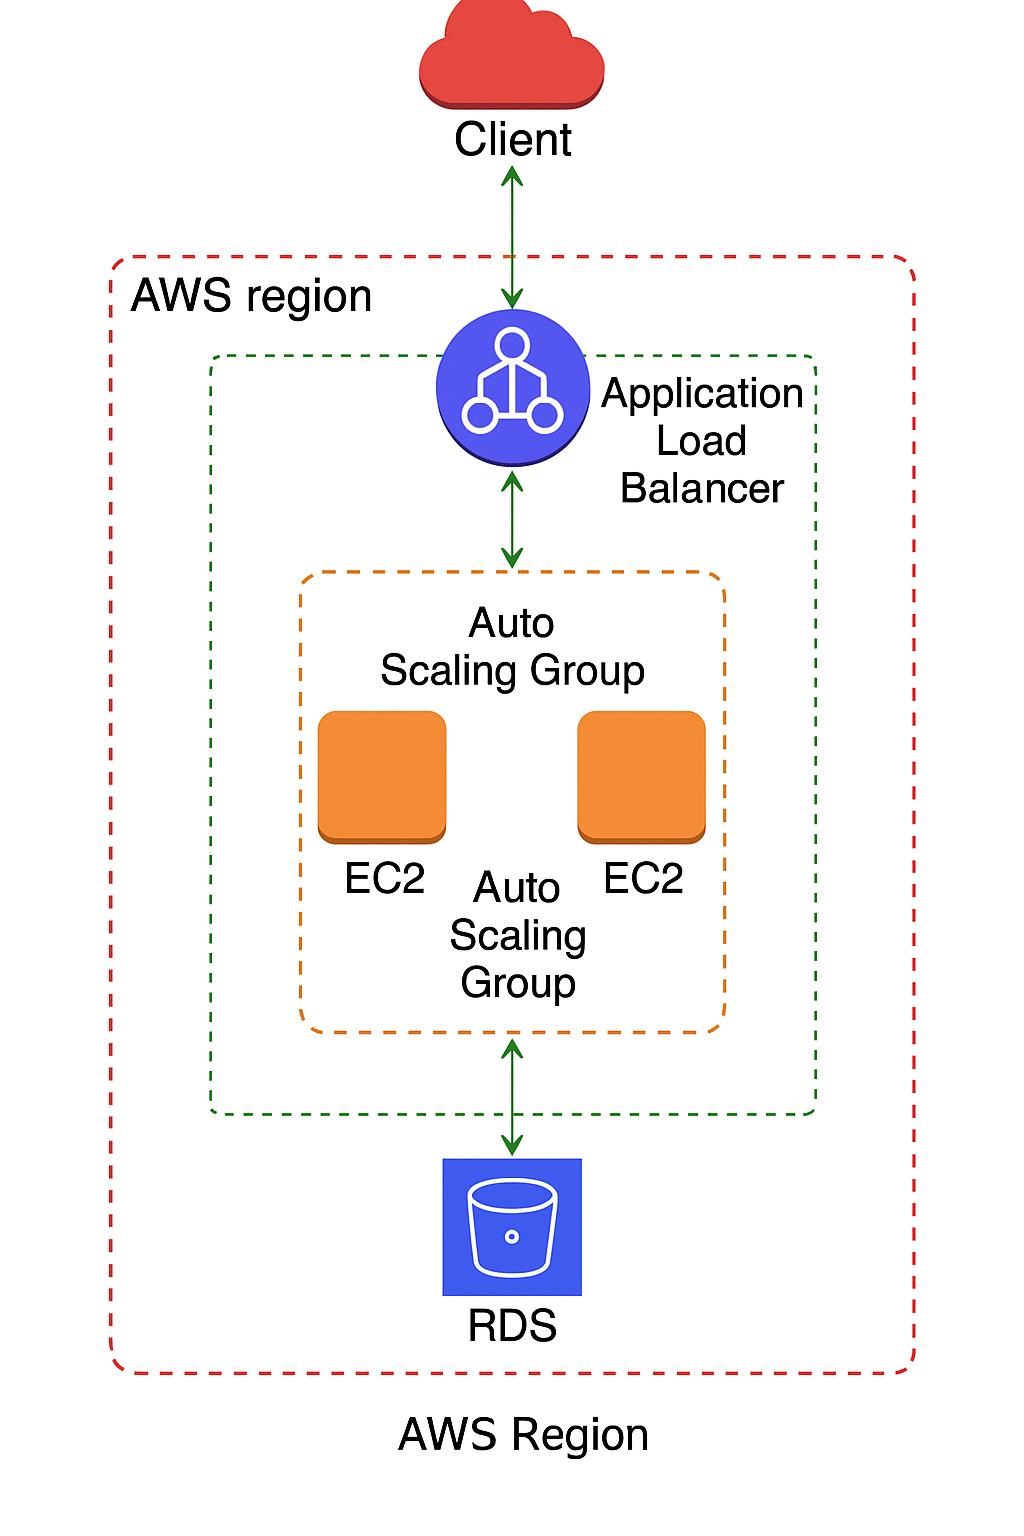 Client
AWS region
Application
Load
Balancer
Auto
Scaling Group
EC2
EC2
Auto
Scaling
Group
RDS
AWS Region